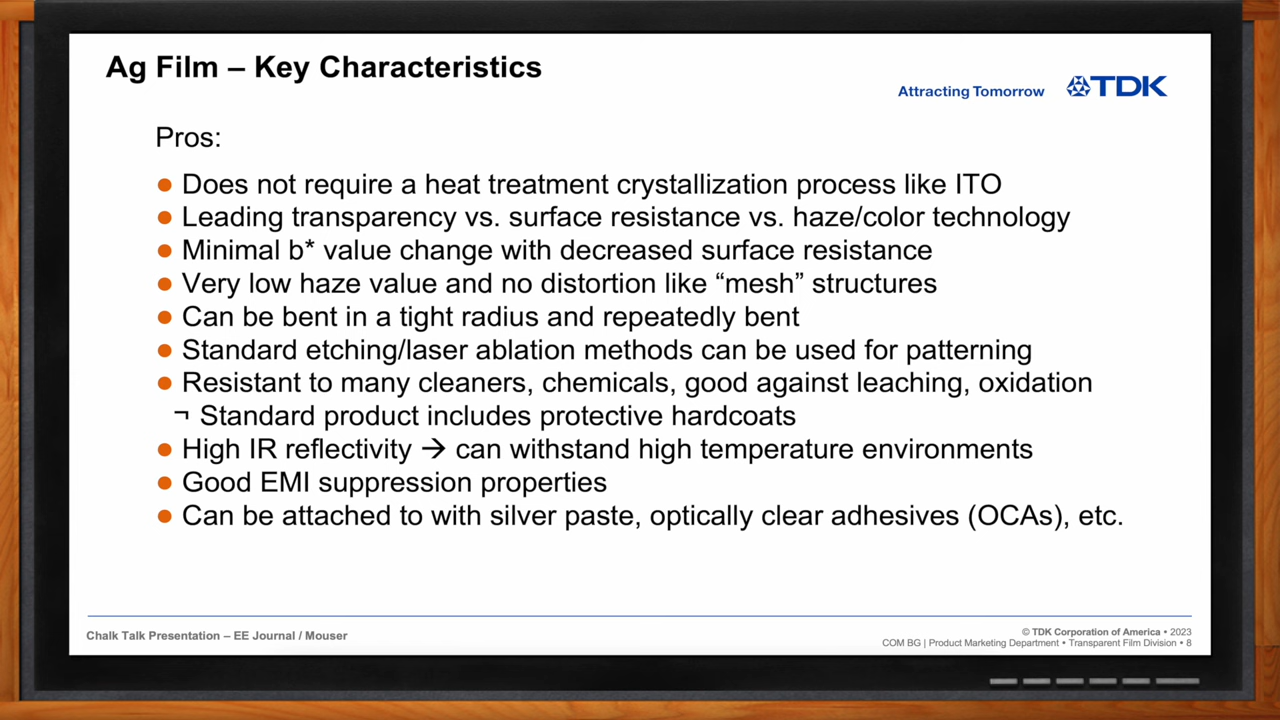 Ag Film – Key Characteristics
Attracting Tomorrow TDK
Pros:
● Does not require a heat treatment crystallization process like ITO
● Leading transparency vs. surface resistance vs. haze/color technology
● Minimal b* value change with decreased surface resistance
● Very low haze value and no distortion like “mesh” structures
● Can be bent in a tight radius and repeatedly bent
● Standard etching/laser ablation methods can be used for patterning
● Resistant to many cleaners, chemicals, good against leaching, oxidation
¬ Standard product includes protective hardcoats
● High IR reflectivity → can withstand high temperature environments
● Good EMI suppression properties
● Can be attached to with silver paste, optically clear adhesives (OCAs), etc.
Chalk Talk Presentation – EE Journal / Mouser
© TDK Corporation of America • 2023
COM BG | Product Marketing Department • Transparent Film Division • 8